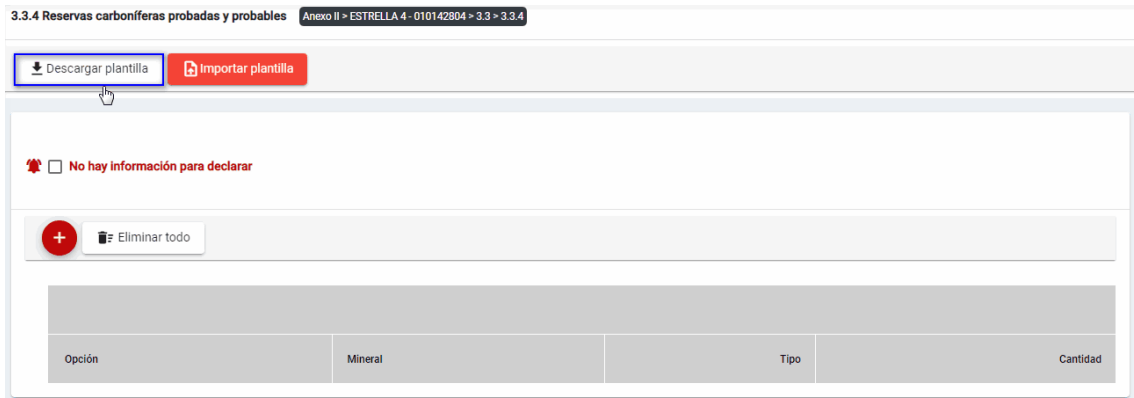 3.3.4 Reservas carboníferas probadas y probables Anexo II > ESTRELLA 4 - 010142804 > 3.3 > 3.3.4
Descargar plantilla Importar plantilla
No hay información para declarar
+ Eliminar todo
Opción Mineral Tipo Cantidad